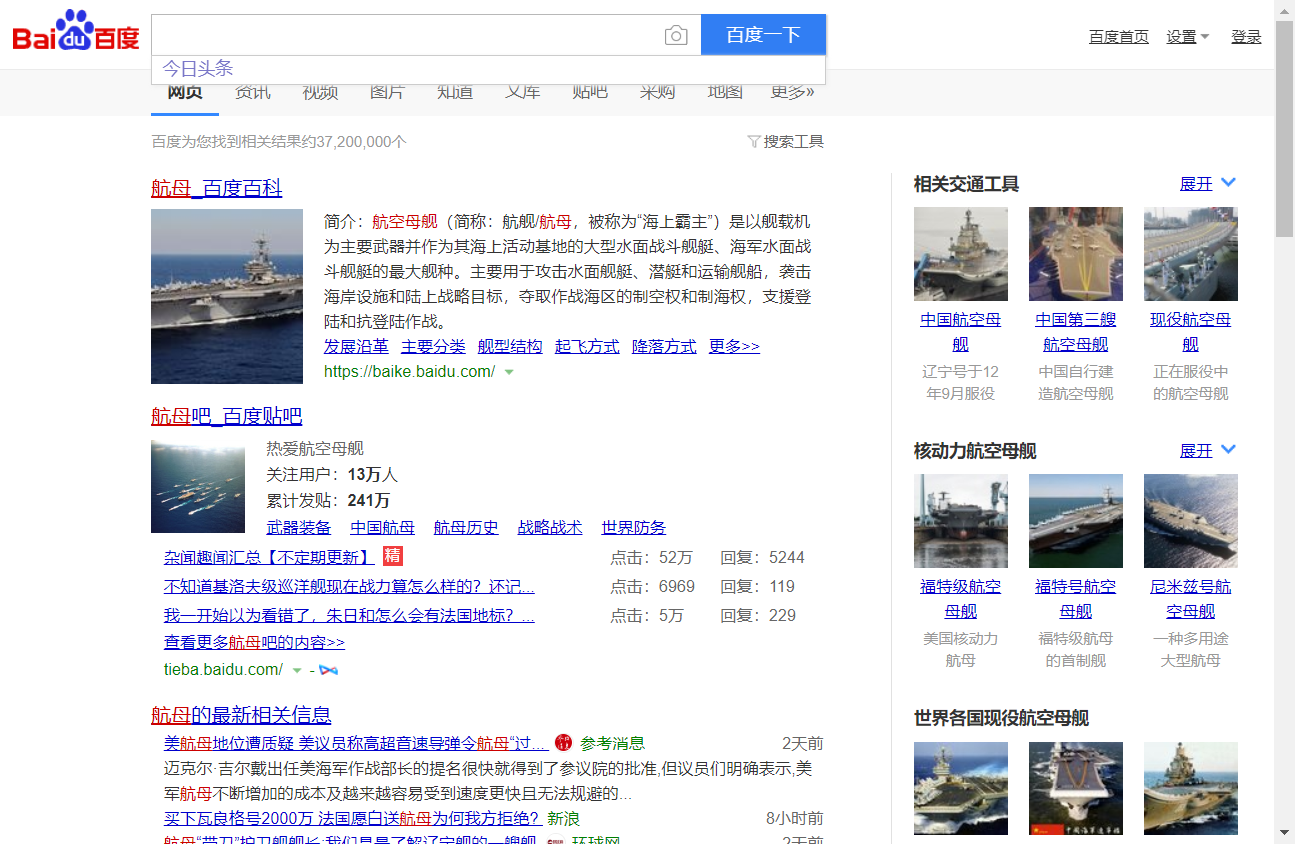 Bai du 百度
百度一下
百度首页 设置 登录
今日头条
网页 资讯 视频 图片 知道 文库 贴吧 采购 地图 更多»
百度为您找到相关结果约37,200,000个
搜索工具
航母_百度百科
简介：航空母舰（简称：航舰/航母，被称为“海上霸主”）是以舰载机
为主要武器并作为其海上活动基地的大型水面战斗舰艇、海军水面战
斗舰艇的最大舰种。主要用于攻击水面舰艇、潜艇和运输舰船，袭击
海岸设施和陆上战略目标，夺取作战海区的制空权和制海权，支援登
陆和抗登陆作战。
发展沿革 主要分类 舰型结构 起飞方式 降落方式 更多>>
https://baike.baidu.com/
航母吧_百度贴吧
热爱航空母舰
关注用户：13万人
累计发贴：241万
武器装备 中国航母 航母历史 战略战术 世界防务
杂闻趣闻汇总【不定期更新】 精 点击：52万 回复：5244
不知道基洛夫级巡洋舰现在战力算怎么样的？还记... 点击：6969 回复：119
我一开始以为看错了，朱日和怎么会有法国地标？... 点击：5万 回复：229
查看更多航母吧的内容>>
tieba.baidu.com/ -
航母的最新相关信息
美航母地位遭质疑 美议员称高超音速导弹令航母“过... 参考消息 2天前
迈克尔·吉尔戴出任美海军作战部长的提名很快就得到了参议院的批准,但议员们明确表示,美
军航母不断增加的成本及越来越容易受到速度更快且无法规避的...
买下瓦良格号2000万 法国愿白送航母为何我方拒绝？ 新浪 8小时前
航母“带刀”护卫舰舰长:我们是最了解辽宁舰的一艘舰 环球网 2天前
相关交通工具 展开
中国航空母
舰
辽宁号于12
年9月服役
中国第三艘
航空母舰
中国自行建
造航空母舰
现役航空母
舰
正在服役中
的航空母舰
核动力航空母舰 展开
福特级航空
母舰
美国核动力
航母
福特号航空
母舰
福特级航母
的首制舰
尼米兹号航
空母舰
一种多用途
大型航母
世界各国现役航空母舰